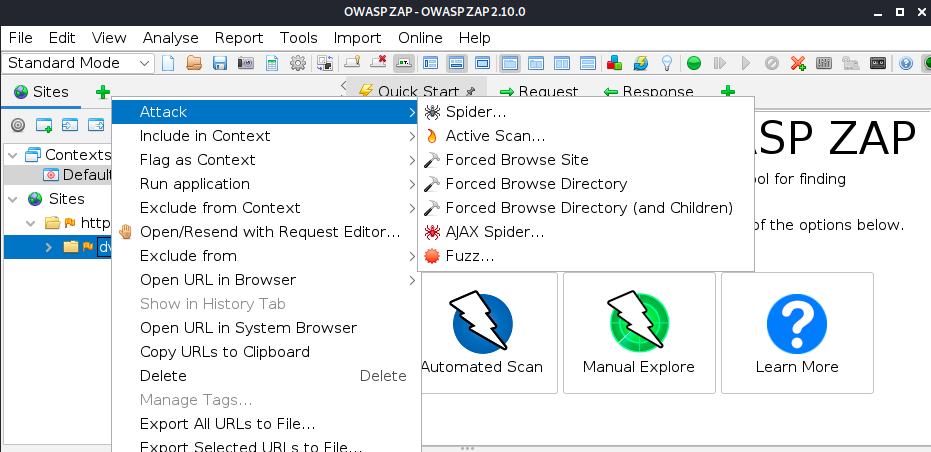 OWASP ZAP - OWASP ZAP 2.10.0
File Edit View Analyse Report Tools Import Online Help
Standard Mode
Sites
Quick Start Request Response
Attack
Include in Context
Flag as Context
Run application
Exclude from Context
Open/Resend with Request Editor...
Exclude from
Open URL in Browser
Show in History Tab
Open URL in System Browser
Copy URLs to Clipboard
Delete Delete
Manage Tags...
Export All URLs to File...
Export Selected URLs to File...
Spider...
Active Scan...
Forced Browse Site
Forced Browse Directory
Forced Browse Directory (and Children)
AJAX Spider...
Fuzz...
Contexts
Default
Sites
http
dv
ASP ZAP
ool for finding
of the options below.
Automated Scan
Manual Explore
Learn More